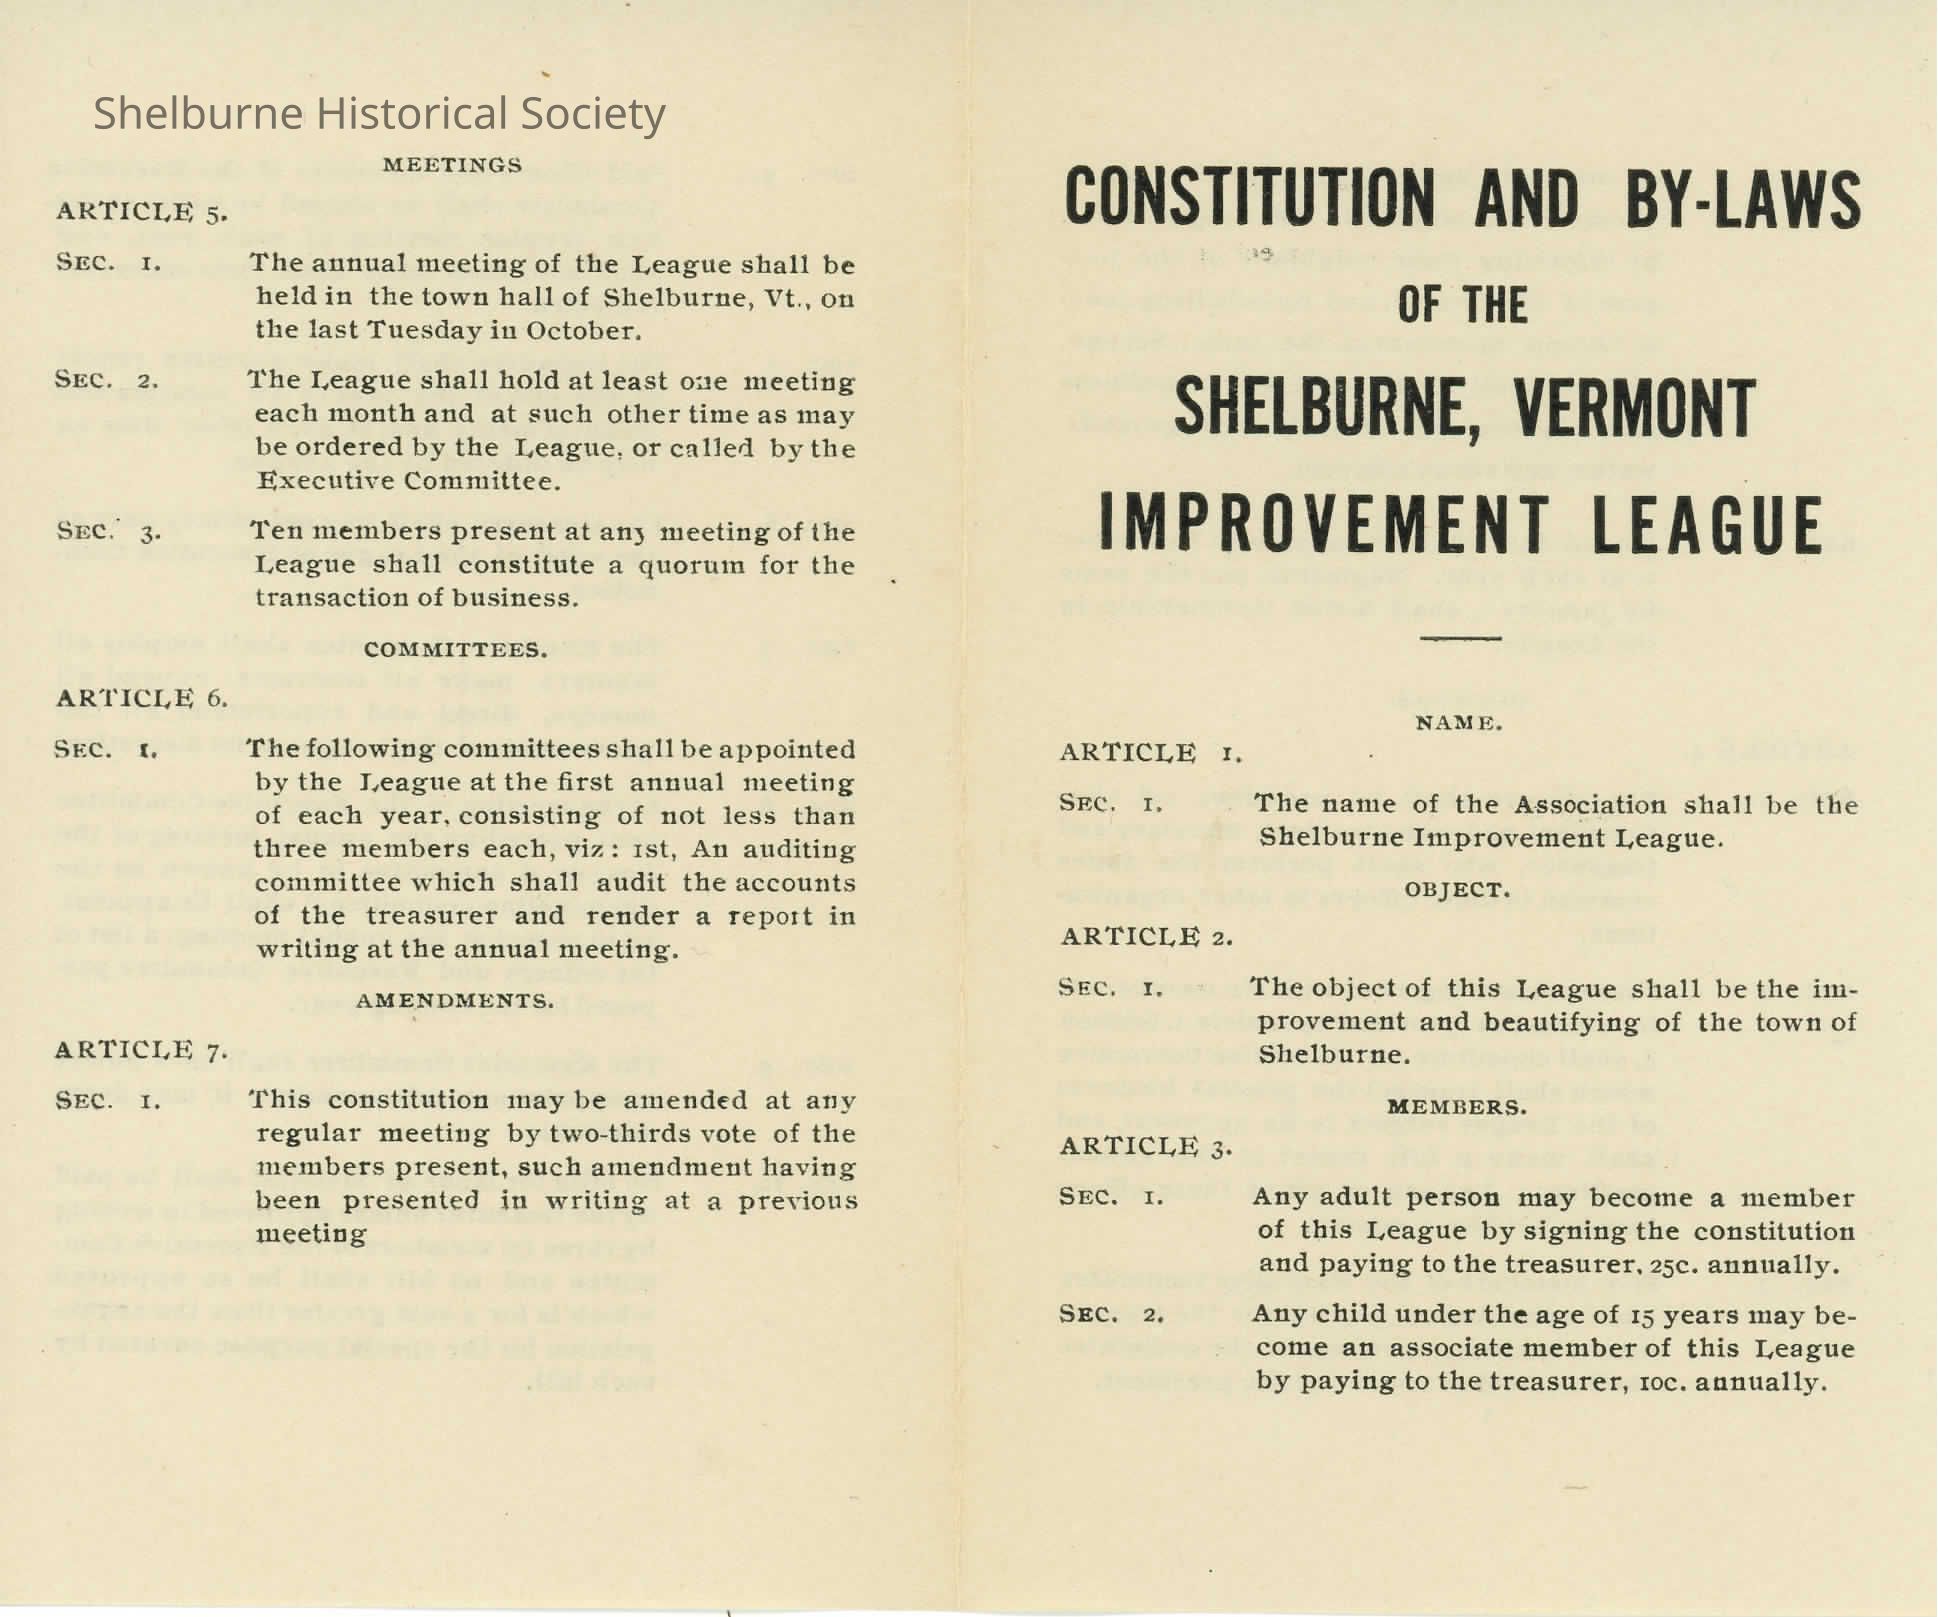 Shelburne Historical Society
MEETINGS
ARTICLE 5.
SEC. 1. The annual meeting of the League shall be
held in the town hall of Shelburne, Vt., on
the last Tuesday in October.
SEC. 2. The League shall hold at least one meeting
each month and at such other time as may
be ordered by the League, or called by the
Executive Committee.
SEC. 3. Ten members present at any meeting of the
League shall constitute a quorum for the
transaction of business.
COMMITTEES.
ARTICLE 6.
SEC. 1. The following committees shall be appointed
by the League at the first annual meeting
of each year, consisting of not less than
three members each, viz: 1st, An auditing
committee which shall audit the accounts
of the treasurer and render a report in
writing at the annual meeting.
AMENDMENTS.
ARTICLE 7.
SEC. 1. This constitution may be amended at any
regular meeting by two-thirds vote of the
members present, such amendment having
been presented in writing at a previous
meeting
CONSTITUTION AND BY-LAWS
OF THE
SHELBURNE, VERMONT
IMPROVEMENT LEAGUE
NAME.
ARTICLE 1.
SEC. 1. The name of the Association shall be the
Shelburne Improvement League.
OBJECT.
ARTICLE 2.
SEC. 1. The object of this League shall be the im-
provement and beautifying of the town of
Shelburne.
MEMBERS.
ARTICLE 3.
SEC. 1. Any adult person may become a member
of this League by signing the constitution
and paying to the treasurer, 25c. annually.
SEC. 2. Any child under the age of 15 years may be-
come an associate member of this League
by paying to the treasurer, 10c. annually.